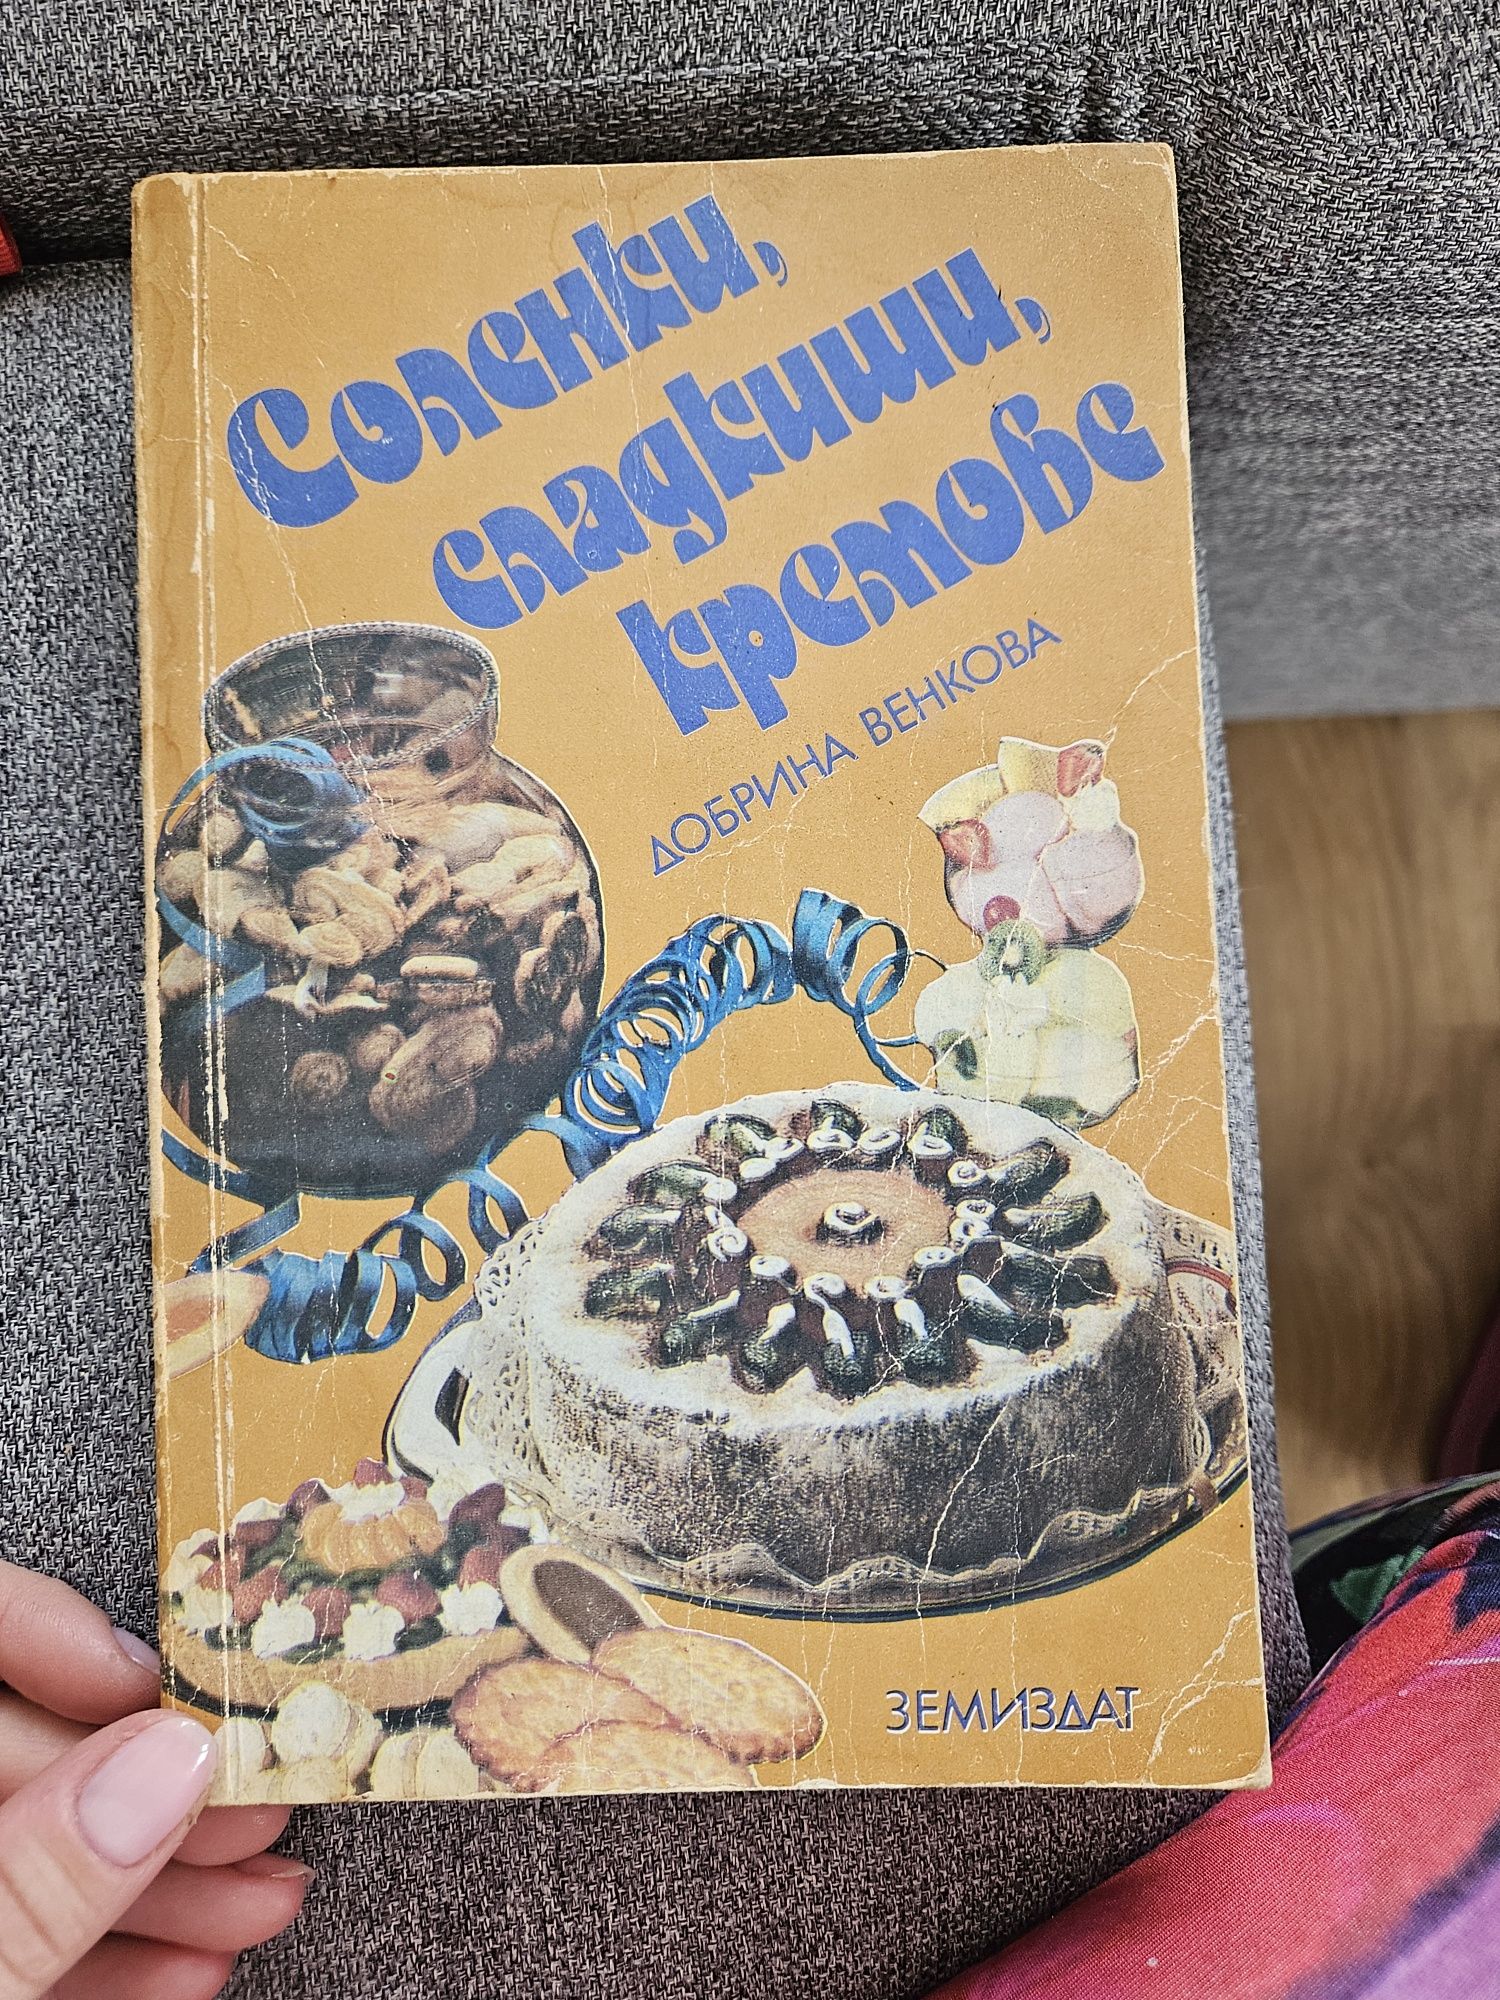 Соленки,
сладкиши,
кремове
ДОБРИНА ВЕНКОВА
ЗЕМИЗДАТ